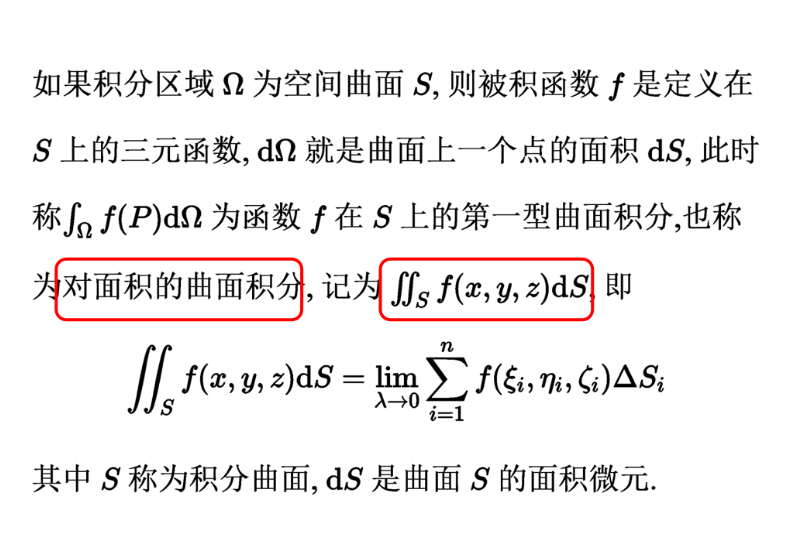 如果积分区域 Ω 为空间曲面 S, 则被积函数 f 是定义在
S 上的三元函数, dΩ 就是曲面上一个点的面积 dS, 此时
称∫_Ω f(P)dΩ 为函数 f 在 S 上的第一型曲面积分,也称
为对面积的曲面积分, 记为 ∬_S f(x, y, z)dS, 即
∬_S f(x, y, z)dS = lim_{λ→0} ∑_{i=1}^{n} f(ξ_i, η_i, ζ_i)ΔS_i
其中 S 称为积分曲面, dS 是曲面 S 的面积微元.